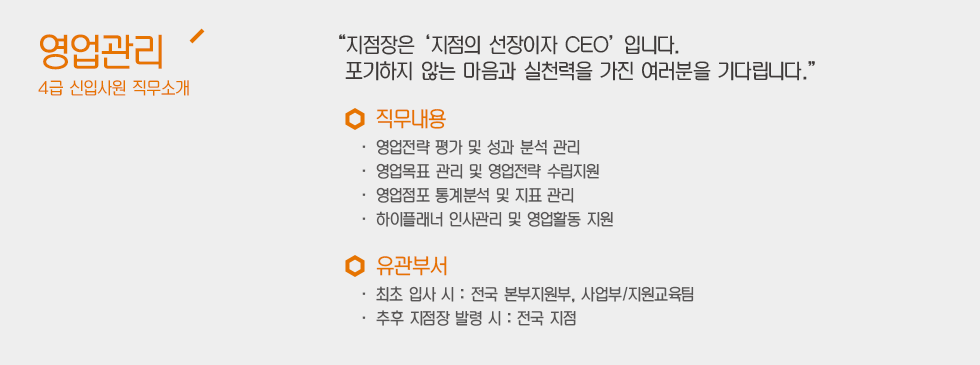 영업관리
4급 신입사원 직무소개
“지점장은 ‘지점의 선장이자 CEO’ 입니다.
포기하지 않는 마음과 실천력을 가진 여러분을 기다립니다.”
직무내용
· 영업전략 평가 및 성과 분석 관리
· 영업목표 관리 및 영업전략 수립지원
· 영업점포 통계분석 및 지표 관리
· 하이플래너 인사관리 및 영업활동 지원
유관부서
· 최초 입사 시 : 전국 본부지원부, 사업부/지원교육팀
· 추후 지점장 발령 시 : 전국 지점